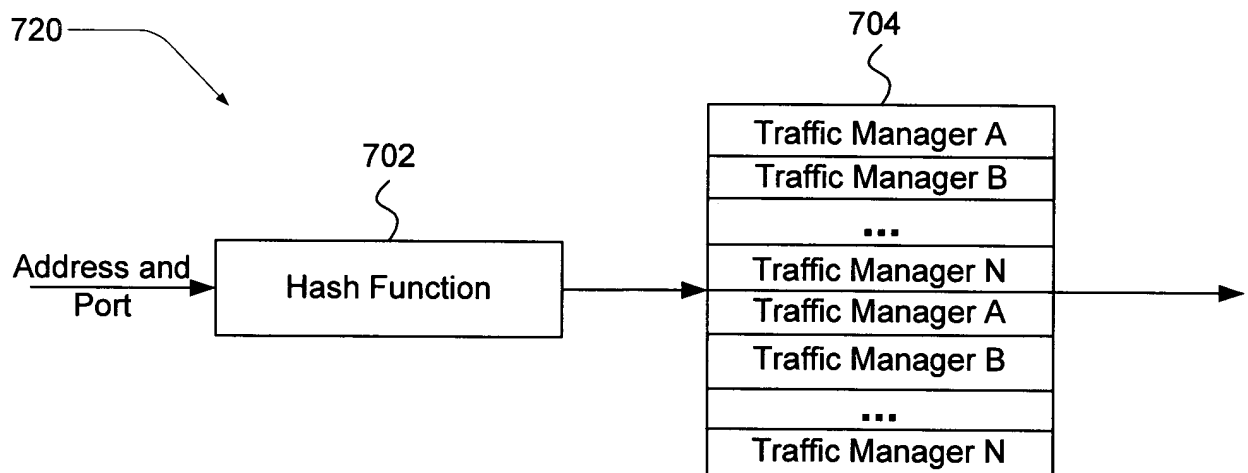 720
704
702
Address and
Port
Hash Function
Traffic Manager A
Traffic Manager B
...
Traffic Manager N
Traffic Manager A
Traffic Manager B
...
Traffic Manager N